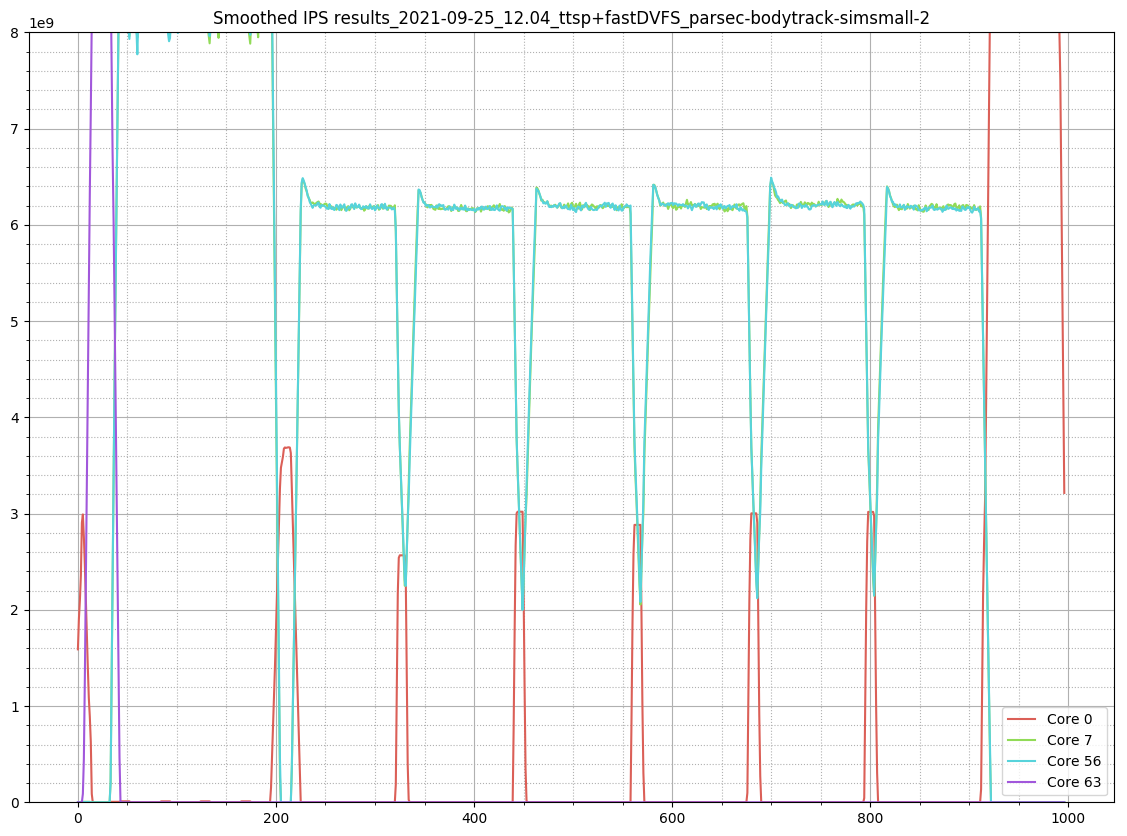 Smoothed IPS results_2021-09-25_12.04_ttsp+fastDVFS_parsec-bodytrack-simsmall-2
1e9
8
7
6
5
4
3
2
1
0
Core 0
Core 7
Core 56
Core 63
0 200 400 600 800 1000